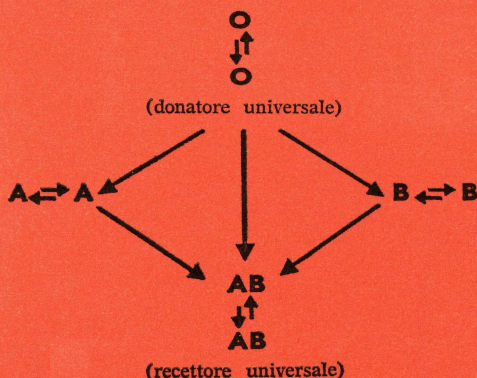 O
O
(donatore universale)
A A B B
AB
AB
(recettore universale)